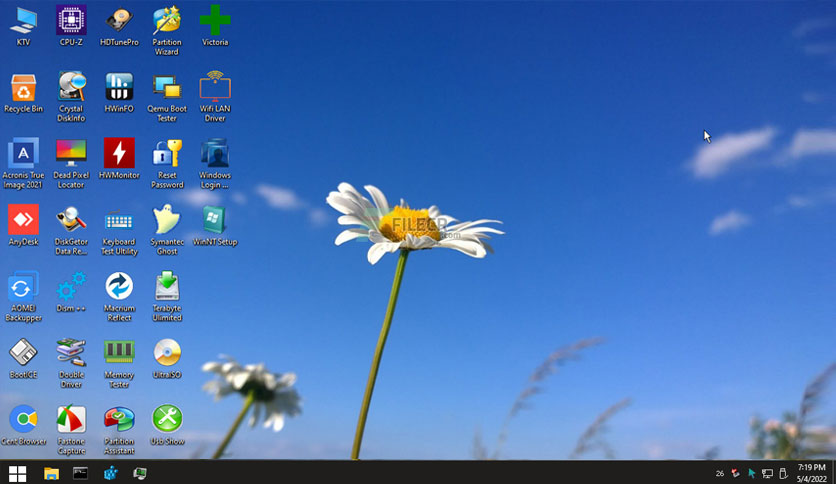 KTV
CPU-Z
HDTunePro
Partition
Wizard
Victoria
Recycle Bin
Crystal
DiskInfo
HWiNFO
Qemu Boot
Tester
Wifi LAN
Driver
Acronis True
Image 2021
Dead Pixel
Locator
HWMonitor
Reset
Password
Windows
Login ...
AnyDesk
DiskGetor
Data Re...
Keyboard
Test Utility
Symantec
Ghost
WinNT Setup
FILECR
.com
AOMEI
Backupper
Dism ++
Macrium
Reflect
Terabyte
Unlimited
BootICE
Double
Driver
Memory
Tester
UltraISO
Cent Browser
Fastone
Capture
Partition
Assistant
Usb Show
26
7:19 PM
5/4/2022